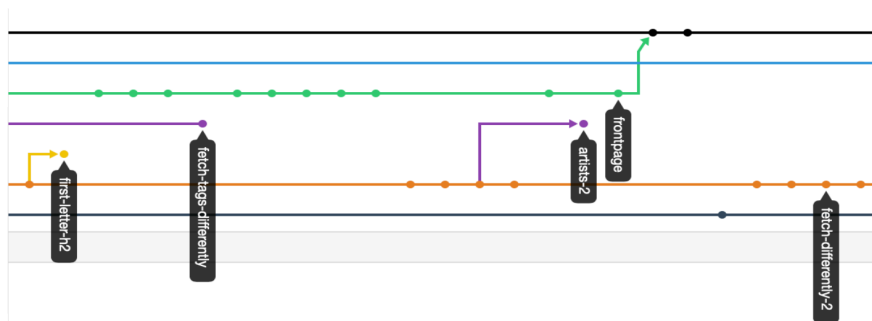 first-letter-h2
fetch-tags-differently
artists-2
frontpage
fetch-differently-2